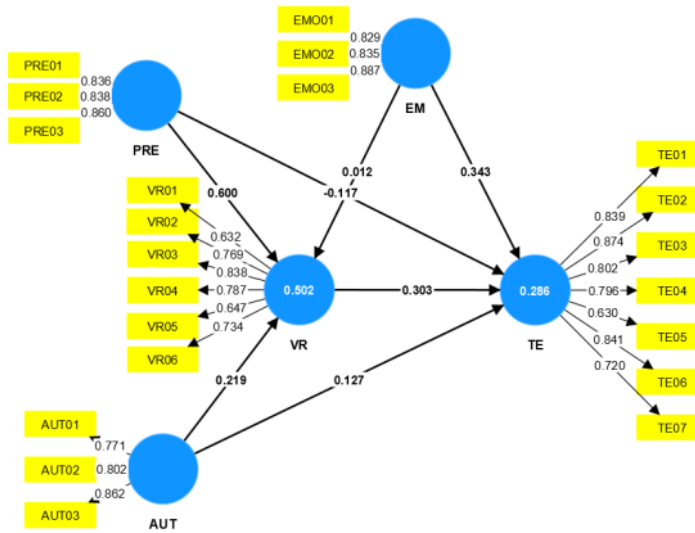 EMO01
0.829
EMO02
0.835
0.887
EMO03
EM
PRE01
0.836
PRE02
0.838
0.860
PRE03
PRE
0.600
-0.117
0.012
0.343
VR01
0.632
VR02
0.769
VR03
0.838
VR04
0.787
VR05
0.647
VR06
0.734
0.502
VR
0.303
0.286
TE
TE01
0.839
TE02
0.874
TE03
0.802
TE04
0.796
TE05
0.630
TE06
0.841
TE07
0.720
0.219
0.127
AUT01
0.771
AUT02
0.802
AUT03
0.862
AUT